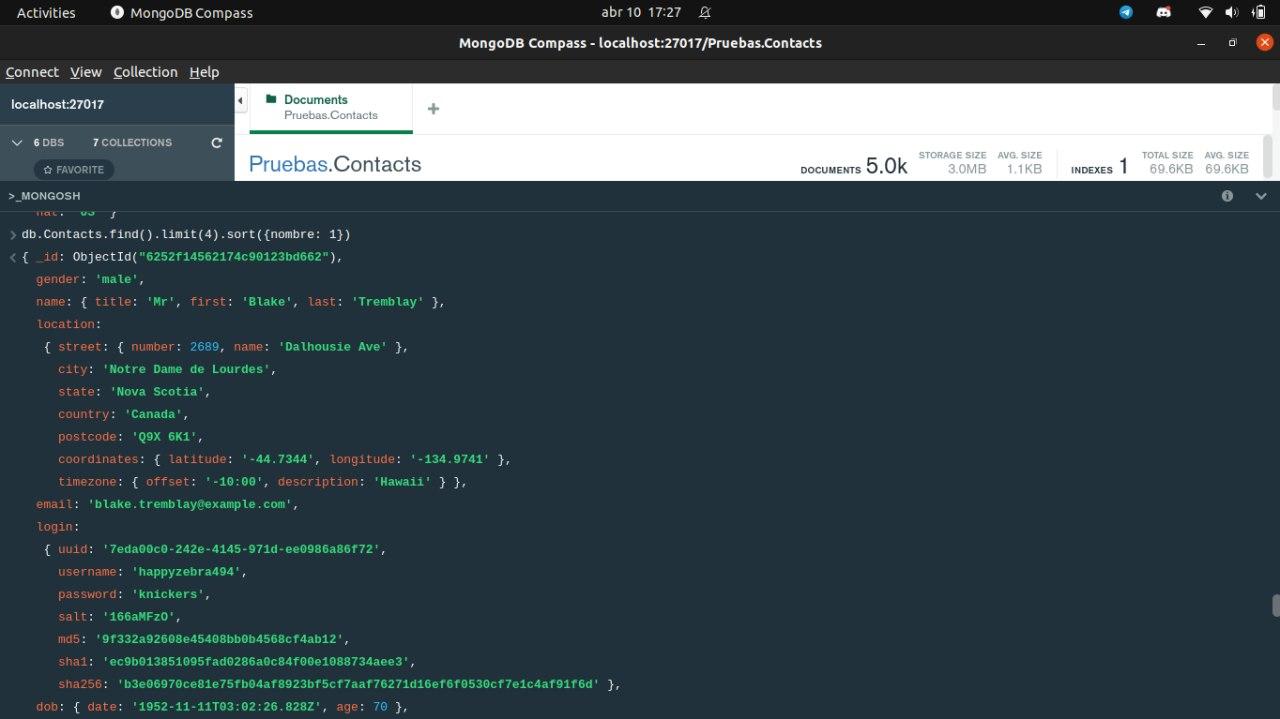 Activities MongoDB Compass abr 10 17:27
MongoDB Compass - localhost:27017/Pruebas.Contacts
Connect View Collection Help
localhost:27017
Documents
Pruebas.Contacts
6 DBS 7 COLLECTIONS
FAVORITE
Pruebas.Contacts
DOCUMENTS 5.0k STORAGE SIZE 3.0MB AVG. SIZE 1.1KB INDEXES 1 TOTAL SIZE 69.6KB AVG. SIZE 69.6KB
>_MONGOSH
nat: 'US' }
db.Contacts.find().limit(4).sort({nombre: 1})
{ _id: ObjectId("6252f14562174c90123bd662"),
gender: 'male',
name: { title: 'Mr', first: 'Blake', last: 'Tremblay' },
location:
{ street: { number: 2689, name: 'Dalhousie Ave' },
city: 'Notre Dame de Lourdes',
state: 'Nova Scotia',
country: 'Canada',
postcode: 'Q9X 6K1',
coordinates: { latitude: '-44.7344', longitude: '-134.9741' },
timezone: { offset: '-10:00', description: 'Hawaii' } },
email: 'blake.tremblay@example.com',
login:
{ uuid: '7eda00c0-242e-4145-971d-ee0986a86f72',
username: 'happyzebra494',
password: 'knickers',
salt: '166aMFzO',
md5: '9f332a92608e45408bb0b4568cf4ab12',
sha1: 'ec9b013851095fad0286a0c84f00e1088734aee3',
sha256: 'b3e06970ce81e75fb04af8923bf5cf7aaf76271d16ef6f0530cf7e1c4af91f6d' },
dob: { date: '1952-11-11T03:02:26.828Z', age: 70 },